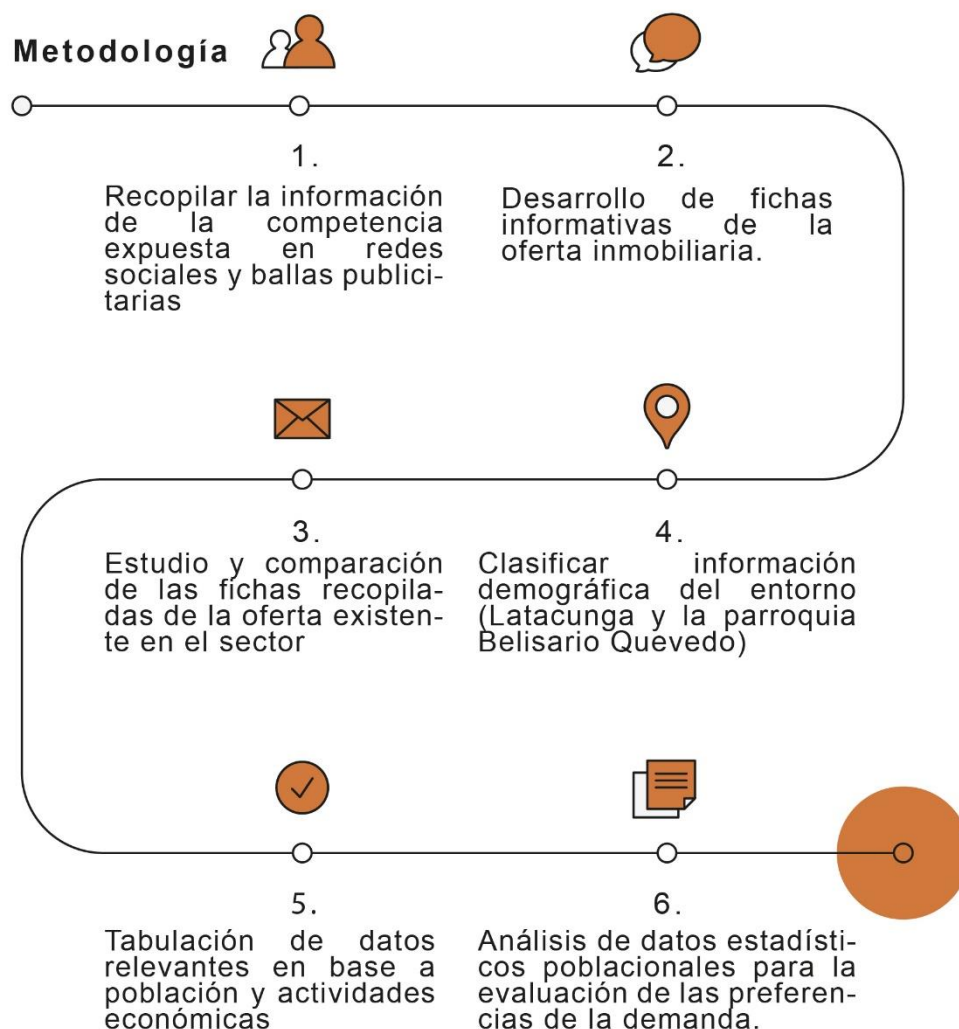 Metodología
1.
Recopilar la información
de la competencia
expuesta en redes
sociales y ballas publici-
tarias
2.
Desarrollo de fichas
informativas de la
oferta inmobiliaria.
3.
Estudio y comparación
de las fichas recopila-
das de la oferta existen-
te en el sector
4.
Clasificar información
demográfica del entorno
(Latacunga y la parroquia
Belisario Quevedo)
5.
Tabulación de datos
relevantes en base a
población y actividades
económicas
6.
Análisis de datos estadísti-
cos poblacionales para la
evaluación de las preferen-
cias de la demanda.